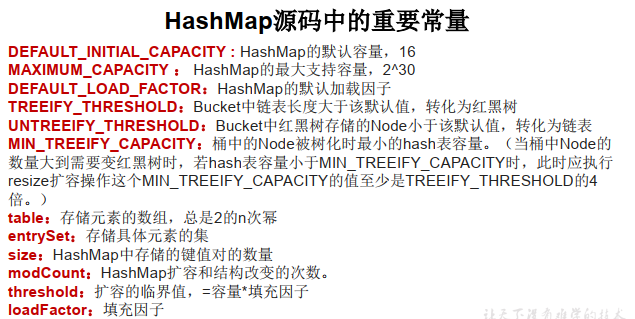 HashMap源码中的重要常量
DEFAULT_INITIAL_CAPACITY : HashMap的默认容量，16
MAXIMUM_CAPACITY ： HashMap的最大支持容量，2^30
DEFAULT_LOAD_FACTOR：HashMap的默认加载因子
TREEIFY_THRESHOLD：Bucket中链表长度大于该默认值，转化为红黑树
UNTREEIFY_THRESHOLD：Bucket中红黑树存储的Node小于该默认值，转化为链表
MIN_TREEIFY_CAPACITY：桶中的Node被树化时最小的hash表容量。（当桶中Node的
数量大到需要变红黑树时，若hash表容量小于MIN_TREEIFY_CAPACITY时，此时应执行
resize扩容操作这个MIN_TREEIFY_CAPACITY的值至少是TREEIFY_THRESHOLD的4
倍。）
table：存储元素的数组，总是2的n次幂
entrySet：存储具体元素的集
size：HashMap中存储的键值对的数量
modCount：HashMap扩容和结构改变的次数。
threshold：扩容的临界值，=容量*填充因子
loadFactor：填充因子
让天下没有难学的技术